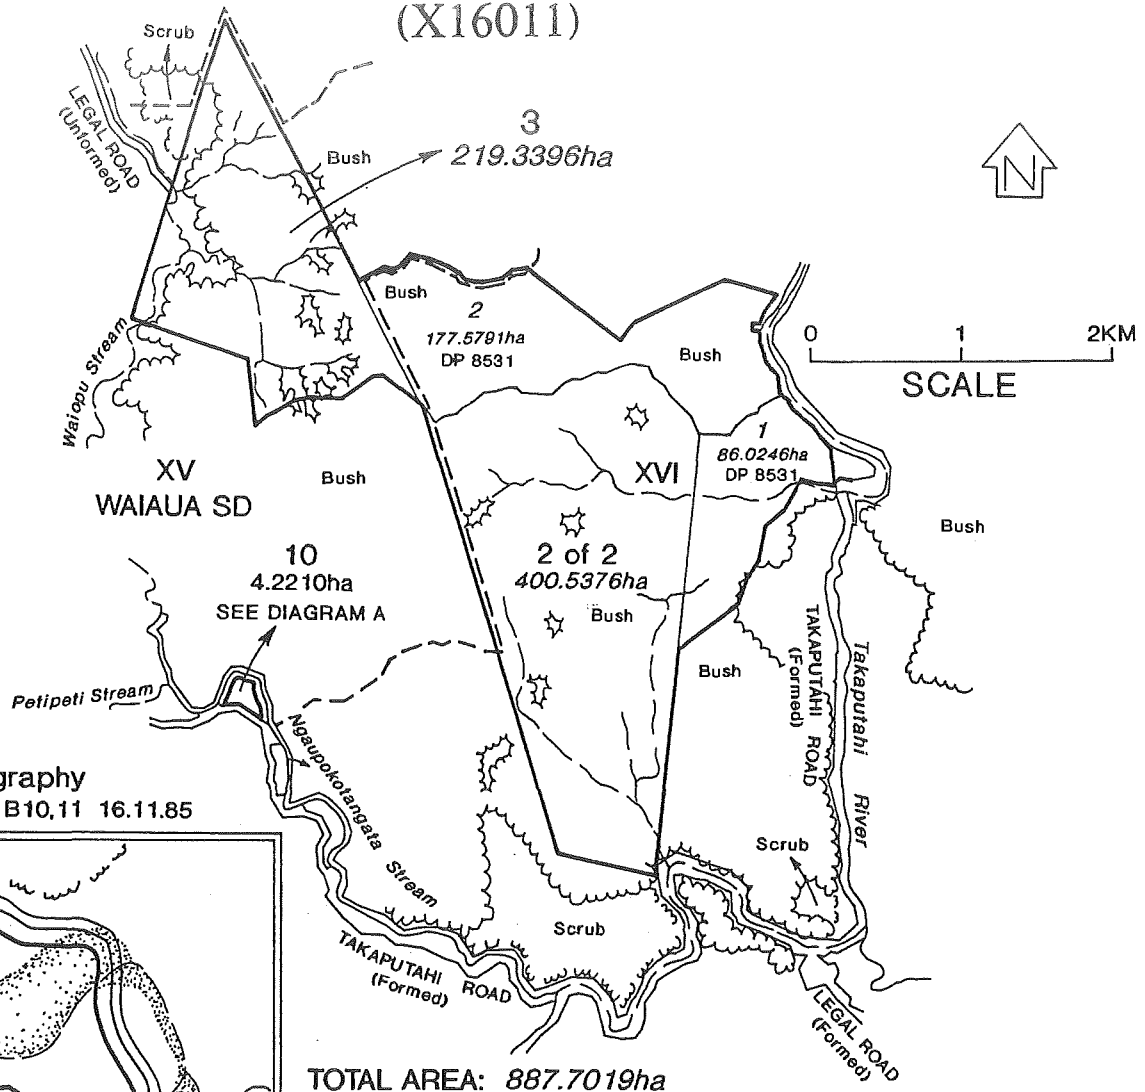 (X16011)
Scrub
LEGAL ROAD
(Unformed)
3
219.3396ha
Bush
N
Bush
2
177.5791ha
DP 8531
Bush
0 1 2KM
SCALE
Waiopu Stream
1
86.0246ha
DP 8531
XV
WAIAUA SD
Bush
XVI
Bush
10
4.2210ha
SEE DIAGRAM A
2 of 2
400.5376ha
Bush
TAKAPUTAHI ROAD
(Formed)
Takaputahi River
Bush
Petipeti Stream
Ngaupokotangata Stream
graphy
B10,11 16.11.85
Scrub
Scrub
TAKAPUTAHI ROAD
(Formed)
LEGAL ROAD
(Formed)
TOTAL AREA: 887.7019ha